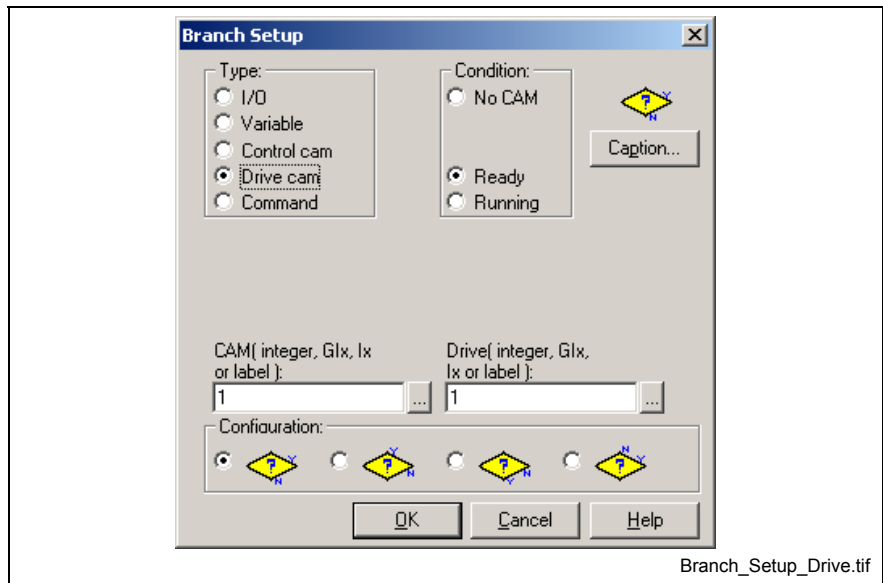 Branch Setup
Type:
I/O
Variable
Control cam
Drive cam
Command
Condition:
No CAM
Ready
Running
?
Y
N
Caption...
CAM( integer, GIx, Ix
or label ):
1
...
Drive( integer, GIx,
Ix or label ):
1
...
Configuration:
? Y N
? Y N
? Y N
? N Y
OK
Cancel
Help
Branch_Setup_Drive.tif